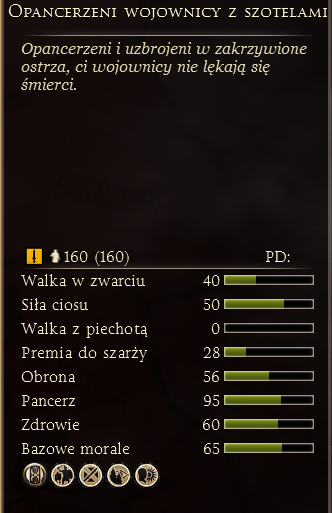 Opancerzeni wojownicy z szotelami
Opancerzeni i uzbrojeni w zakrzywione
ostrza, ci wojownicy nie lękają się
śmierci.
160 (160) PD:
Walka w zwarciu 40
Siła ciosu 50
Walka z piechotą 0
Premia do szarży 28
Obrona 56
Pancerz 95
Zdrowie 60
Bazowe morale 65